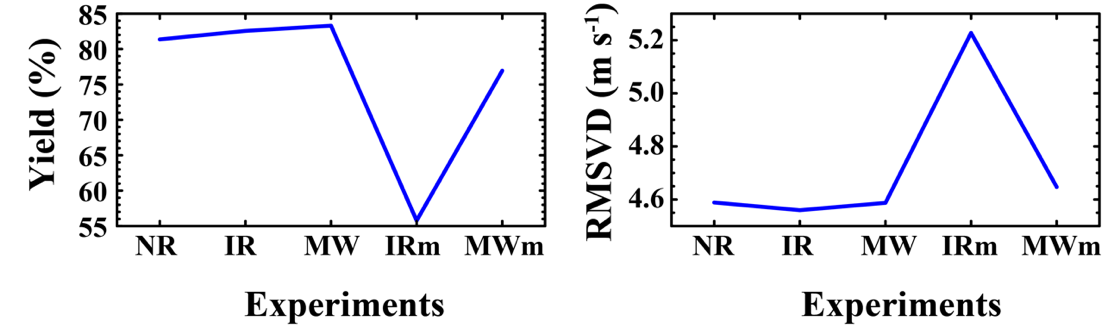 Yield (%)
85
80
75
70
65
60
55
NR IR MW IRm MWm
Experiments
RMSVD (m s-1)
5.2
5.0
4.8
4.6
NR IR MW IRm MWm
Experiments